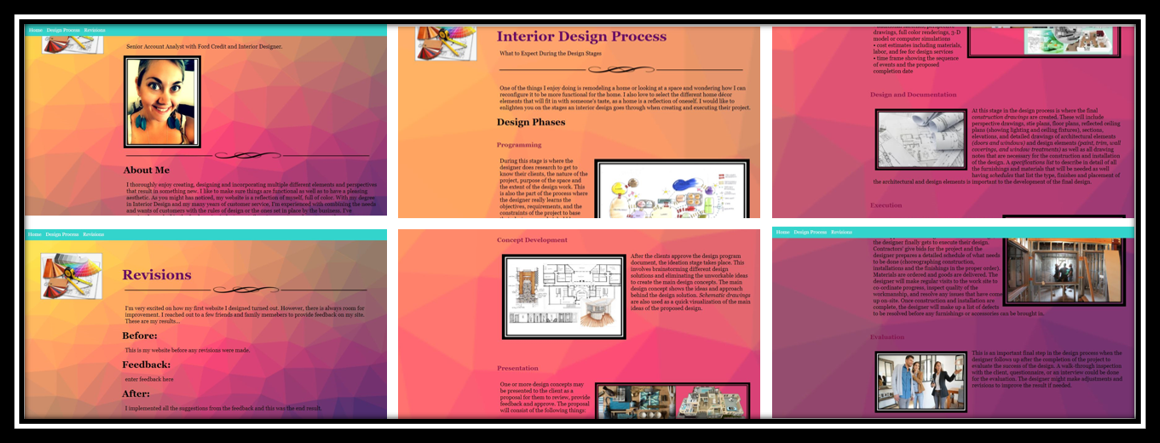 Home Design Process Revisions
Senior Account Analyst with Ford Credit and Interior Designer.
About Me
I thoroughly enjoy creating, designing and incorporating multiple different elements and perspectives
that result in something new. I like to make sure things are functional as well as to have a pleasing
aesthetic. As you might have noticed, my website is a reflection of myself, full of color. With my degree
in Interior Design and my many years of customer service, I'm experienced with combining the needs
and wants of customers with the rules of design or the ones set in place by the business. I've
Interior Design Process
What to Expect During the Design Stages
One of the things I enjoy doing is remodeling a home or looking at a space and wondering how I can
reconfigure it to be more functional for the home. I also love to select the different home décor
elements that will fit in with someone's taste, as a home is a reflection of oneself. I would like to
enlighten you on the stages an interior design goes through when creating and executing their project.
Design Phases
Programming
During this stage is where the
designer does research to get to
know their clients, the nature of the
project, purpose of the space and
the extent of the design work. This
is also the part of the process where
the designer really learns the
objectives, requirements, and the
constraints of the project to base
drawings, full color renderings, 3-D
model or computer simulations
• cost estimates including materials,
labor, and fee for design services
• time frame showing the sequence
of events and the proposed
completion date
Design and Documentation
At this stage in the design process is where the final
construction drawings are created. These will include
perspective drawings, site plans, floor plans, reflected ceiling
plans (showing lighting and ceiling fixtures), sections,
elevations, and detailed drawings of architectural elements
(doors and windows) and design elements (paint, trim, wall
coverings, and window treatments) as well as all drawing
notes that are necessary for the construction and installation
of the design. A specifications list to describe in detail of all
the furnishings and materials that will be needed as well
having schedules that list the type, finishes and placement of
the architectural and design elements is important to the development of the final design.
Execution
Home Design Process Revisions
Revisions
I'm very excited on how my first website I designed turned out. However, there is always room for
improvement. I reached out to a few friends and family members to provide feedback on my site.
These are my results...
Before:
This is my website before any revisions were made.
Feedback:
enter feedback here
After:
I implemented all the suggestions from the feedback and this was the end result.
Concept Development
After the clients approve the design program
document, the ideation stage takes place. This
involves brainstorming different design
solutions and eliminating the unworkable ideas
to create the main design concepts. The
main design concept shows the ideas and approach
behind the design solution. Schematic drawings
are also used as a quick visualization of the main
ideas of the proposed design.
Presentation
One or more design concepts may
be presented to the client as a
proposal for them to review, provide
feedback and approve. The proposal
will consist of the following things:
Home Design Process Revisions
the designer finally gets to execute their design.
Contractors' give bids for the project and the
designer prepares a detailed schedule of what needs
to be done (choreographing construction,
installations and the finishings in the proper order).
Materials are ordered and goods are delivered. The
designer will make regular visits to the work site to
co-ordinate progress, inspect quality of the
workmanship, and resolve any issues that have come
up on site. Once construction and installation are
complete, the designer will make up a list of defects
to be resolved before any furnishings or accessories can be brought in.
Evaluation
This is an important final step in the design process when the
designer follows up after the completion of the project to
evaluate the success of the design. A walk through inspection
with the client, questionnaire, or an interview could be done
for the evaluation. The designer might make adjustments and
revisions to improve the result if needed.